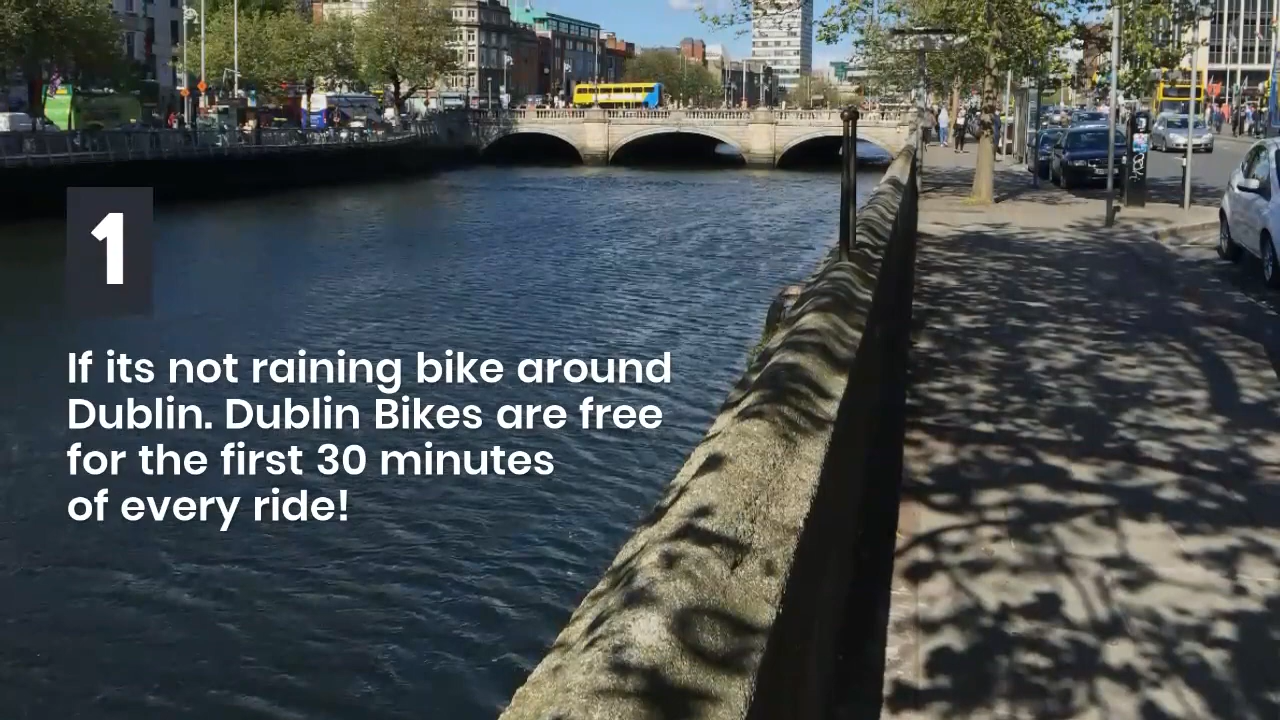 1
If its not raining bike around
Dublin. Dublin Bikes are free
for the first 30 minutes
of every ride!